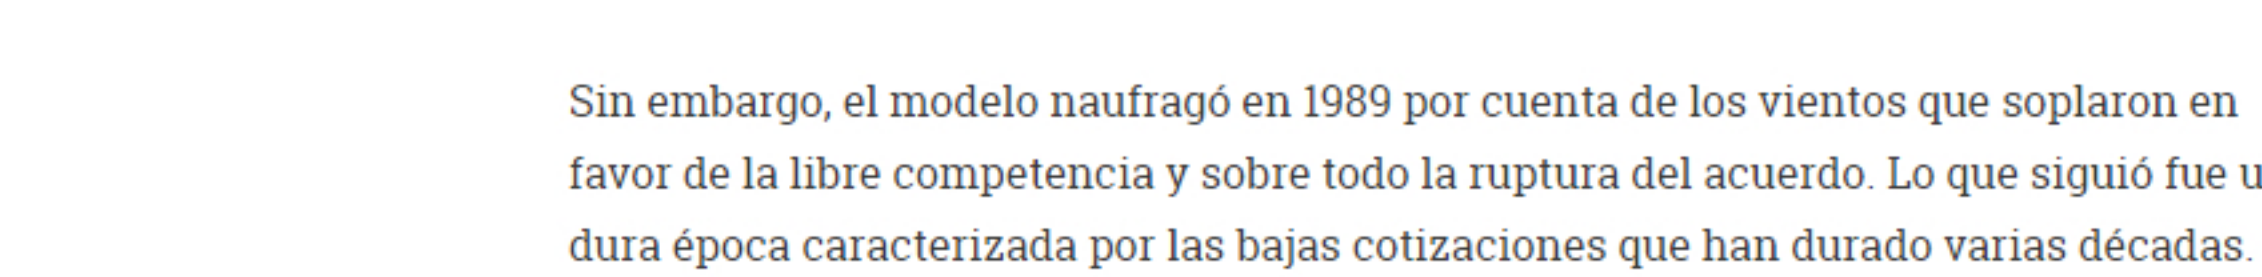 Sin embargo, el modelo naufragó en 1989 por cuenta de los vientos que soplaron en
favor de la libre competencia y sobre todo la ruptura del acuerdo. Lo que siguió fue
dura época caracterizada por las bajas cotizaciones que han durado varias décadas.